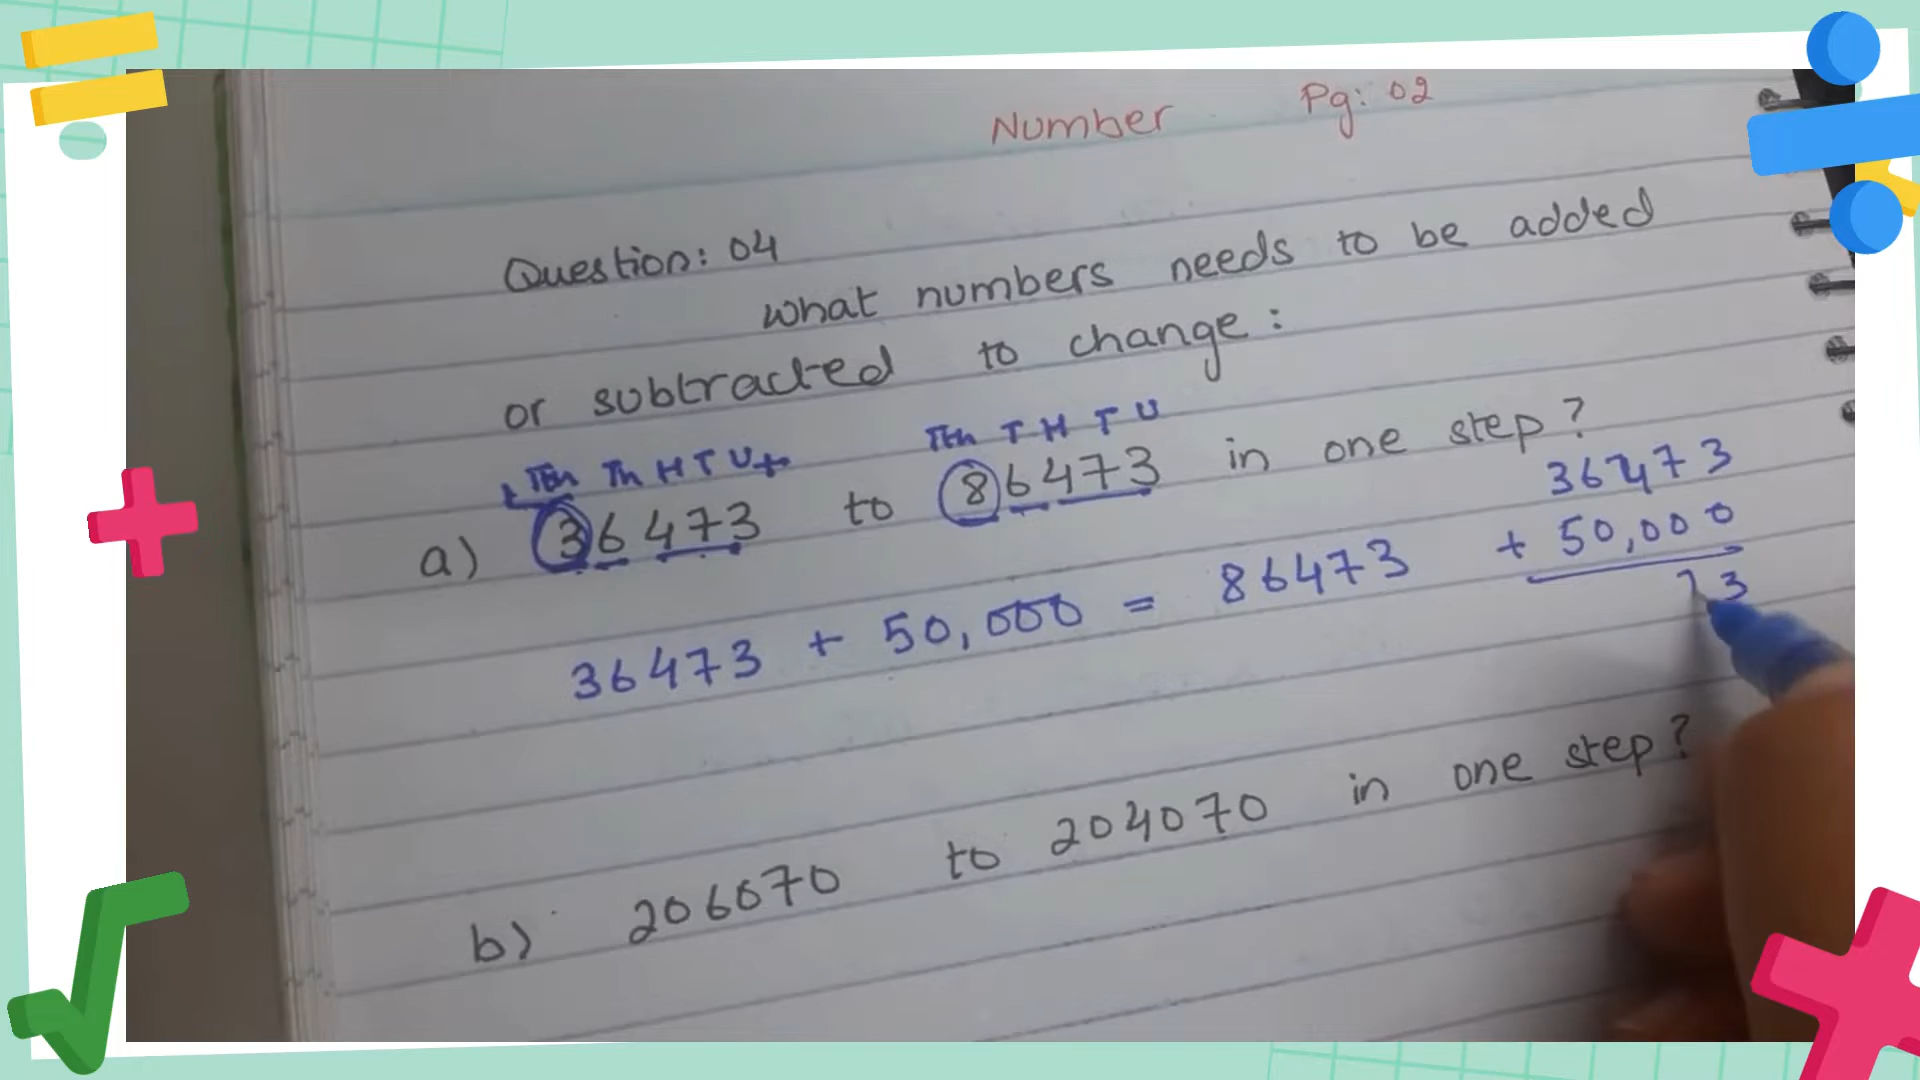 Number Pg: 02
Question: 04
What numbers needs to be added
or subtracted to change:
TTh Th H T U TTh T H T U
a) 36473 to 86473 in one step?
36473 + 50,000 = 86473
36473
+ 50,000
73
b) 206070 to 204070 in one step?